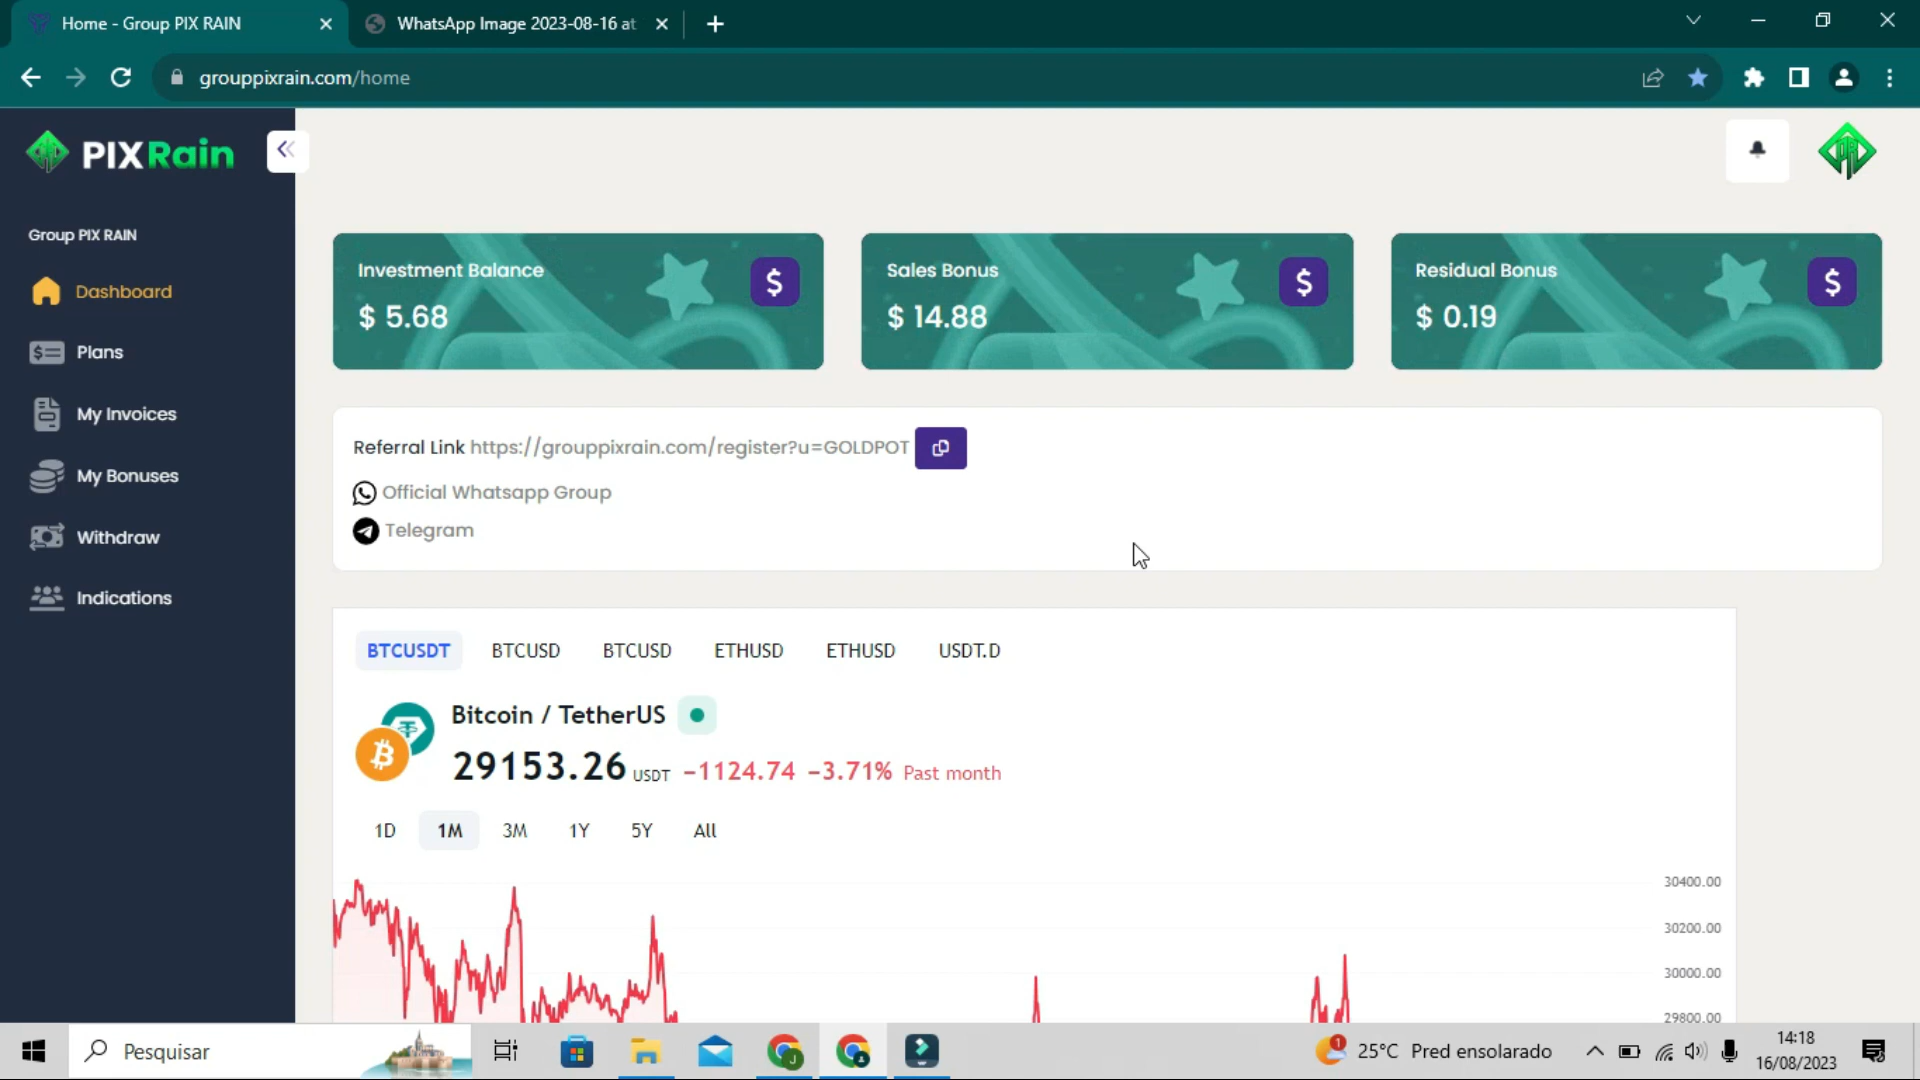 Home - Group PIX RAIN
WhatsApp Image 2023-08-16 at
grouppixrain.com/home
PIXRain
Group PIX RAIN
Dashboard
Plans
My Invoices
My Bonuses
Withdraw
Indications
Investment Balance
$ 5.68
$
Sales Bonus
$ 14.88
$
Residual Bonus
$ 0.19
$
Referral Link https://grouppixrain.com/register?u=GOLDPOT
Official Whatsapp Group
Telegram
BTCUSDT BTCUSD BTCUSD ETHUSD ETHUSD USDT.D
Bitcoin / TetherUS
29153.26 USDT −1124.74 −3.71% Past month
1D 1M 3M 1Y 5Y All
30400.00
30200.00
30000.00
29800.00
Pesquisar
J
1
25°C Pred ensolarado
14:18
16/08/2023